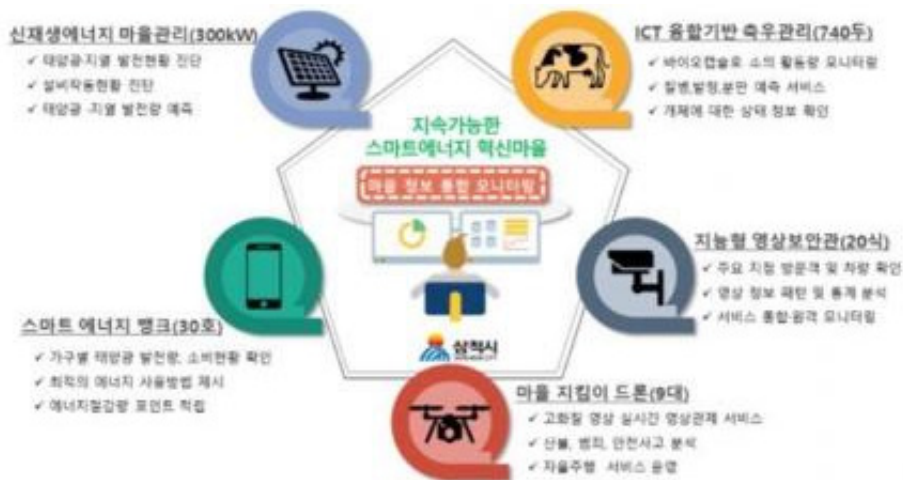 신재생에너지 마을관리(300kW)
✓ 태양광·지열 발전현황 진단
✓ 설비작동현황 진단
✓ 태양광·지열 발전량 예측
ICT 융합기반 축우관리(740두)
✓ 바이오캡슐로 소의 활동량 모니터링
✓ 질병,발정,분만 예측 서비스
✓ 개체에 대한 상태 정보 확인
지속가능한
스마트에너지 혁신마을
마을 정보 통합 모니터링
지능형 영상보안관(20식)
✓ 주요 지점 방문객 및 차량 확인
✓ 영상 정보 패턴 및 통계 분석
✓ 서비스 통합·원격 모니터링
스마트 에너지 뱅크(30호)
✓ 가구별 태양광 발전량, 소비현황 확인
✓ 최적의 에너지 사용방법 제시
✓ 에너지절감량 포인트 적립
삼척시
마을 지킴이 드론(9대)
✓ 고화질 영상 실시간 영상관제 서비스
✓ 산불, 범죄, 안전사고 분석
✓ 자율주행 서비스 운영